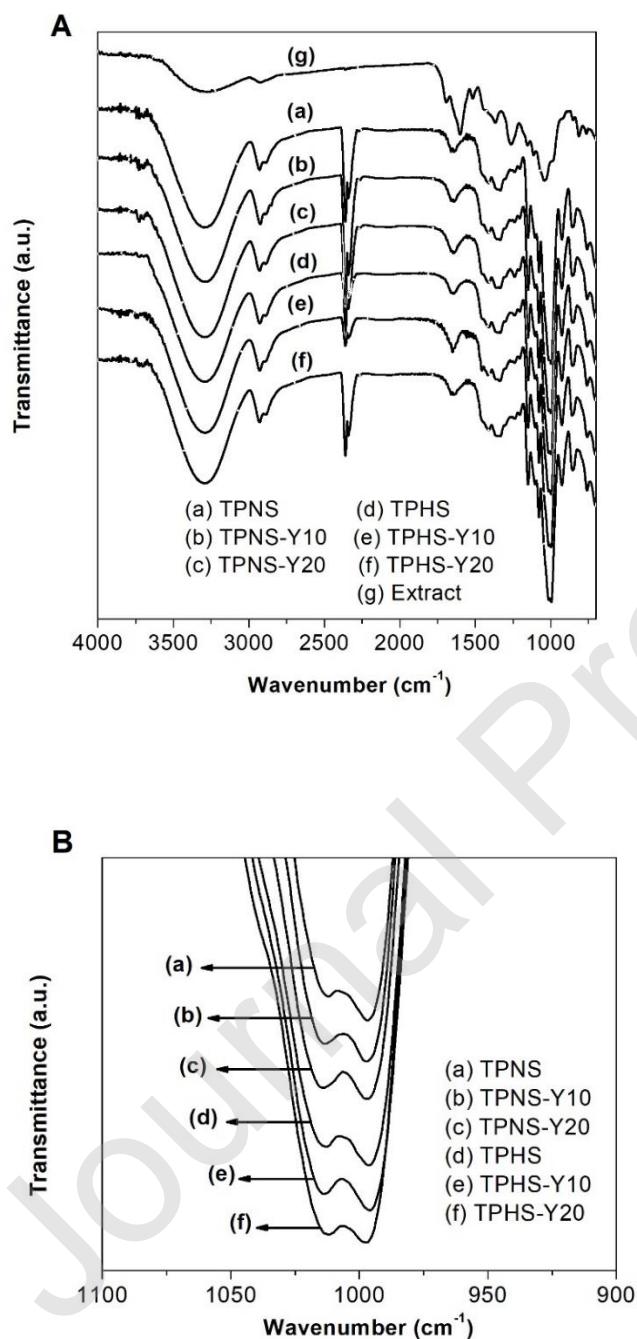 A
(g)
(a)
(b)
(c)
(d)
(e)
(f)
(a) TPNS (d) TPHS
(b) TPNS-Y10 (e) TPHS-Y10
(c) TPNS-Y20 (f) TPHS-Y20
(g) Extract
Transmittance (a.u.)
4000 3500 3000 2500 2000 1500 1000
Wavenumber (cm⁻¹)
B
(a)
(b)
(c)
(d)
(e)
(f)
(a) TPNS
(b) TPNS-Y10
(c) TPNS-Y20
(d) TPHS
(e) TPHS-Y10
(f) TPHS-Y20
Transmittance (a.u.)
1100 1050 1000 950 900
Wavenumber (cm⁻¹)
Journal Pre